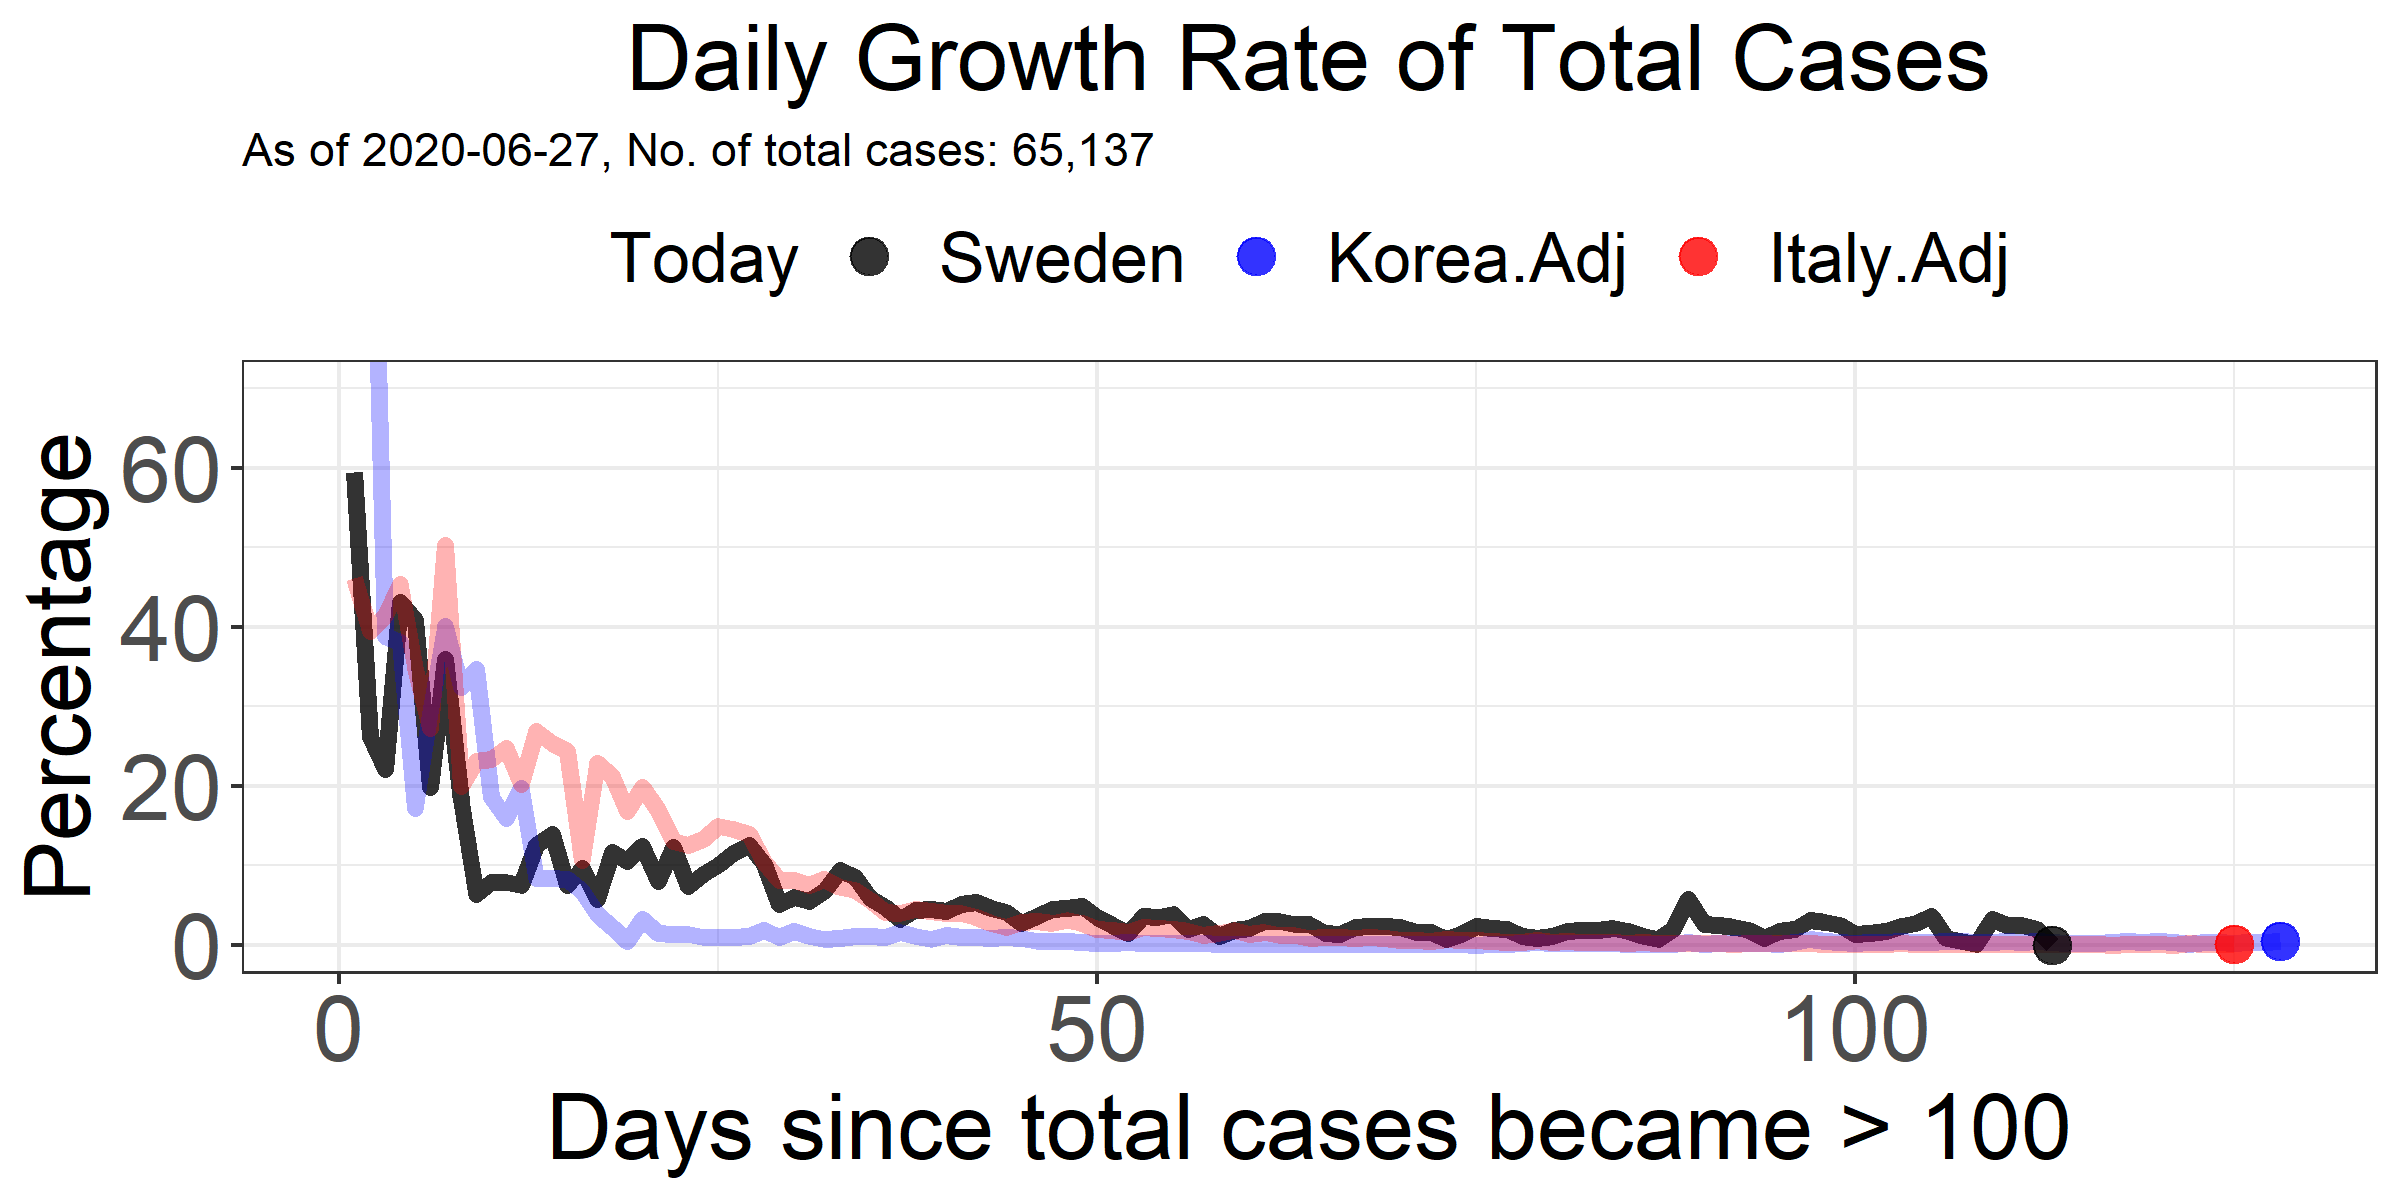 Daily Growth Rate of Total Cases
As of 2020-06-27, No. of total cases: 65,137
Today Sweden Korea.Adj Italy.Adj
Percentage
60
40
20
0
0 50 100
Days since total cases became > 100